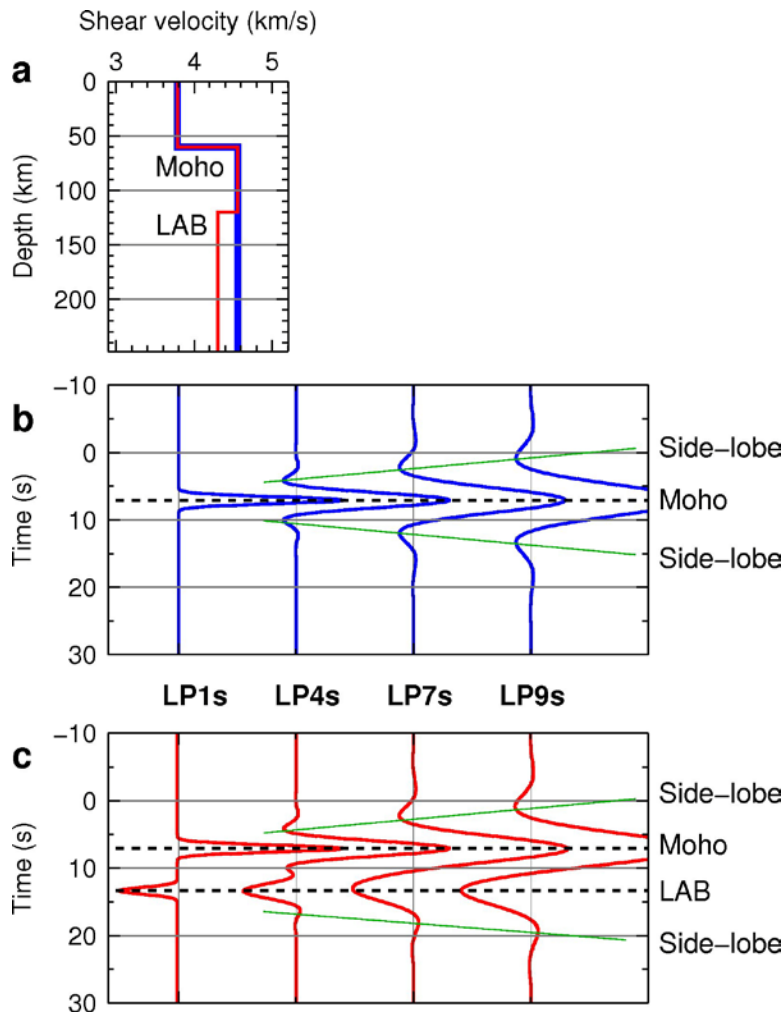 Shear velocity (km/s)
3 4 5
a
0
50
100
150
200
Depth (km)
Moho
LAB
b
-10
0
10
20
30
Time (s)
Side-lobe
Moho
Side-lobe
LP1s LP4s LP7s LP9s
c
-10
0
10
20
30
Time (s)
Side-lobe
Moho
LAB
Side-lobe